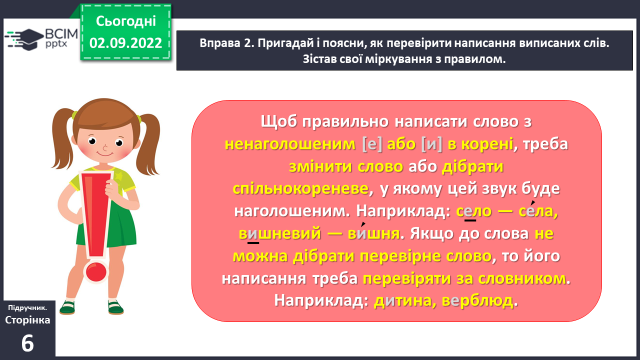 Сьогодні
02.09.2022
ВСІМ
pptx
Вправа 2. Пригадай і поясни, як перевірити написання виписаних слів.
Зістав свої міркування з правилом.
Щоб правильно написати слово з
ненаголошеним [е] або [и] в корені, треба
змінити слово або дібрати
спільнокореневе, у якому цей звук буде
наголошеним. Наприклад: село — се́ла,
вишневий — ви́шня. Якщо до слова не
можна дібрати перевірне слово, то його
написання треба перевіряти за словником.
Наприклад: дитина, верблюд.
Підручник.
Сторінка
6